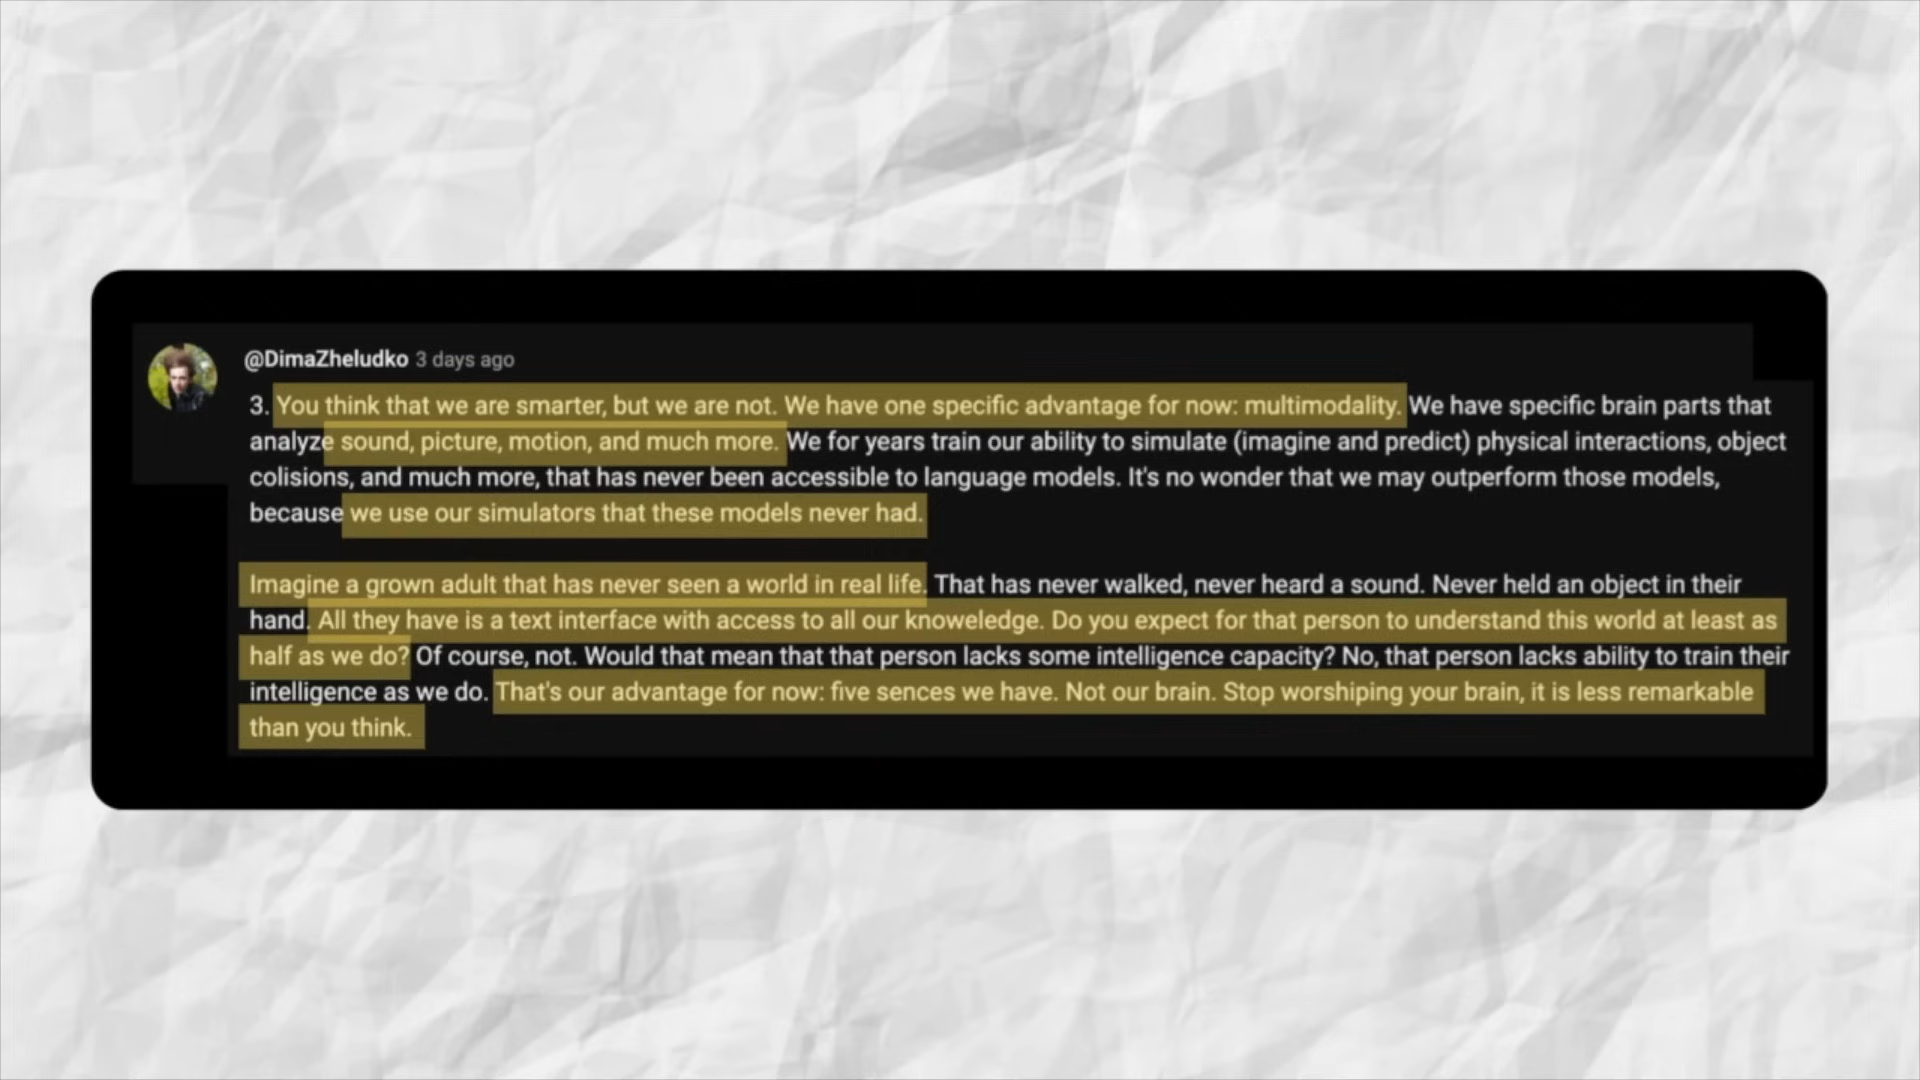 @DimaZheludko 3 days ago
3. You think that we are smarter, but we are not. We have one specific advantage for now: multimodality. We have specific brain parts that
analyze sound, picture, motion, and much more. We for years train our ability to simulate (imagine and predict) physical interactions, object
colisions, and much more, that has never been accessible to language models. It's no wonder that we may outperform those models,
because we use our simulators that these models never had.
Imagine a grown adult that has never seen a world in real life. That has never walked, never heard a sound. Never held an object in their
hand. All they have is a text interface with access to all our knoweledge. Do you expect for that person to understand this world at least as
half as we do? Of course, not. Would that mean that that person lacks some intelligence capacity? No, that person lacks ability to train their
intelligence as we do. That's our advantage for now: five sences we have. Not our brain. Stop worshiping your brain, it is less remarkable
than you think.